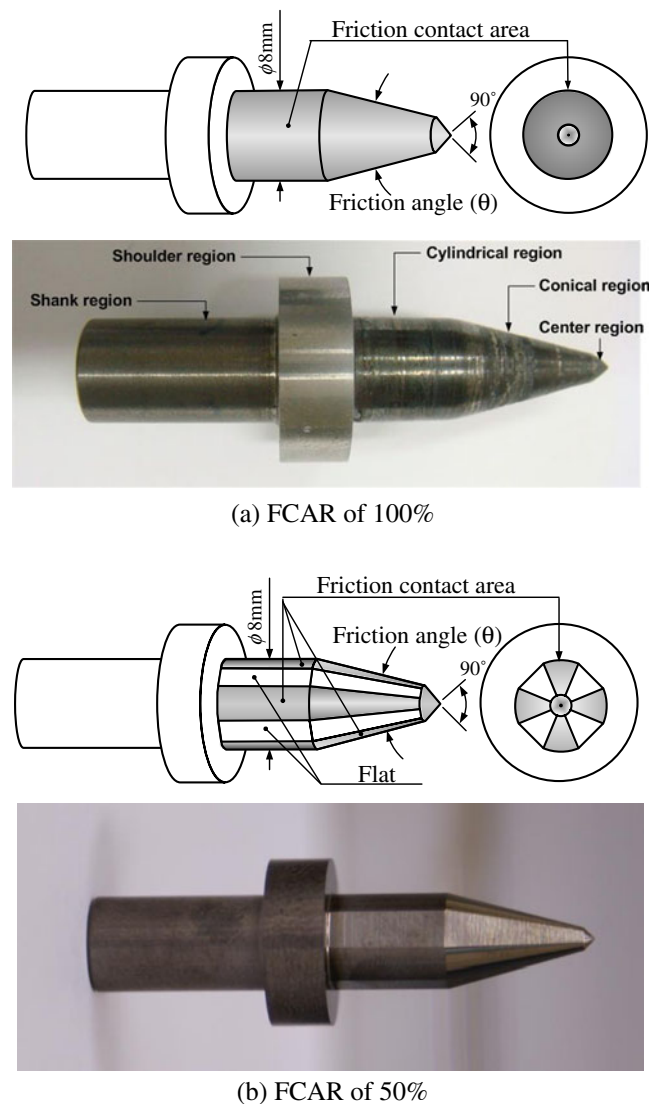 Friction contact area
ϕ8mm
90˚
Friction angle (θ)
Shoulder region
Cylindrical region
Shank region
Conical region
Center region
(a) FCAR of 100%
Friction contact area
ϕ8mm
Friction angle (θ)
90˚
Flat
(b) FCAR of 50%